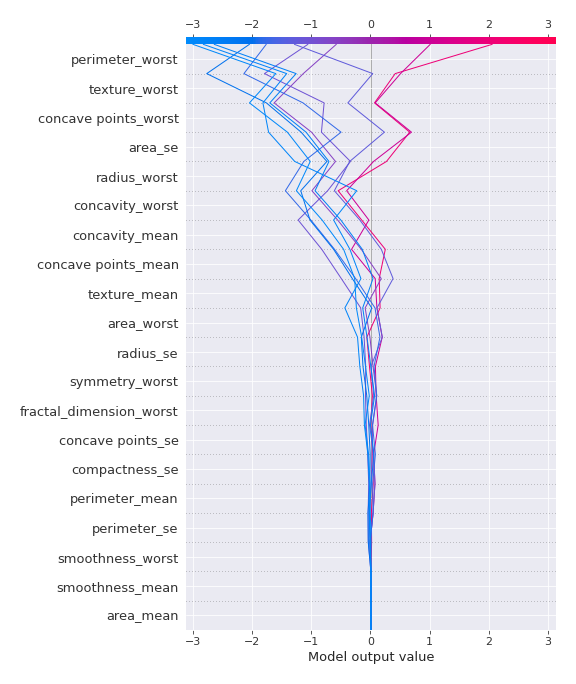 −3 −2 −1 0 1 2 3
perimeter_worst
texture_worst
concave points_worst
area_se
radius_worst
concavity_worst
concavity_mean
concave points_mean
texture_mean
area_worst
radius_se
symmetry_worst
fractal_dimension_worst
concave points_se
compactness_se
perimeter_mean
perimeter_se
smoothness_worst
smoothness_mean
area_mean
−3 −2 −1 0 1 2 3
Model output value